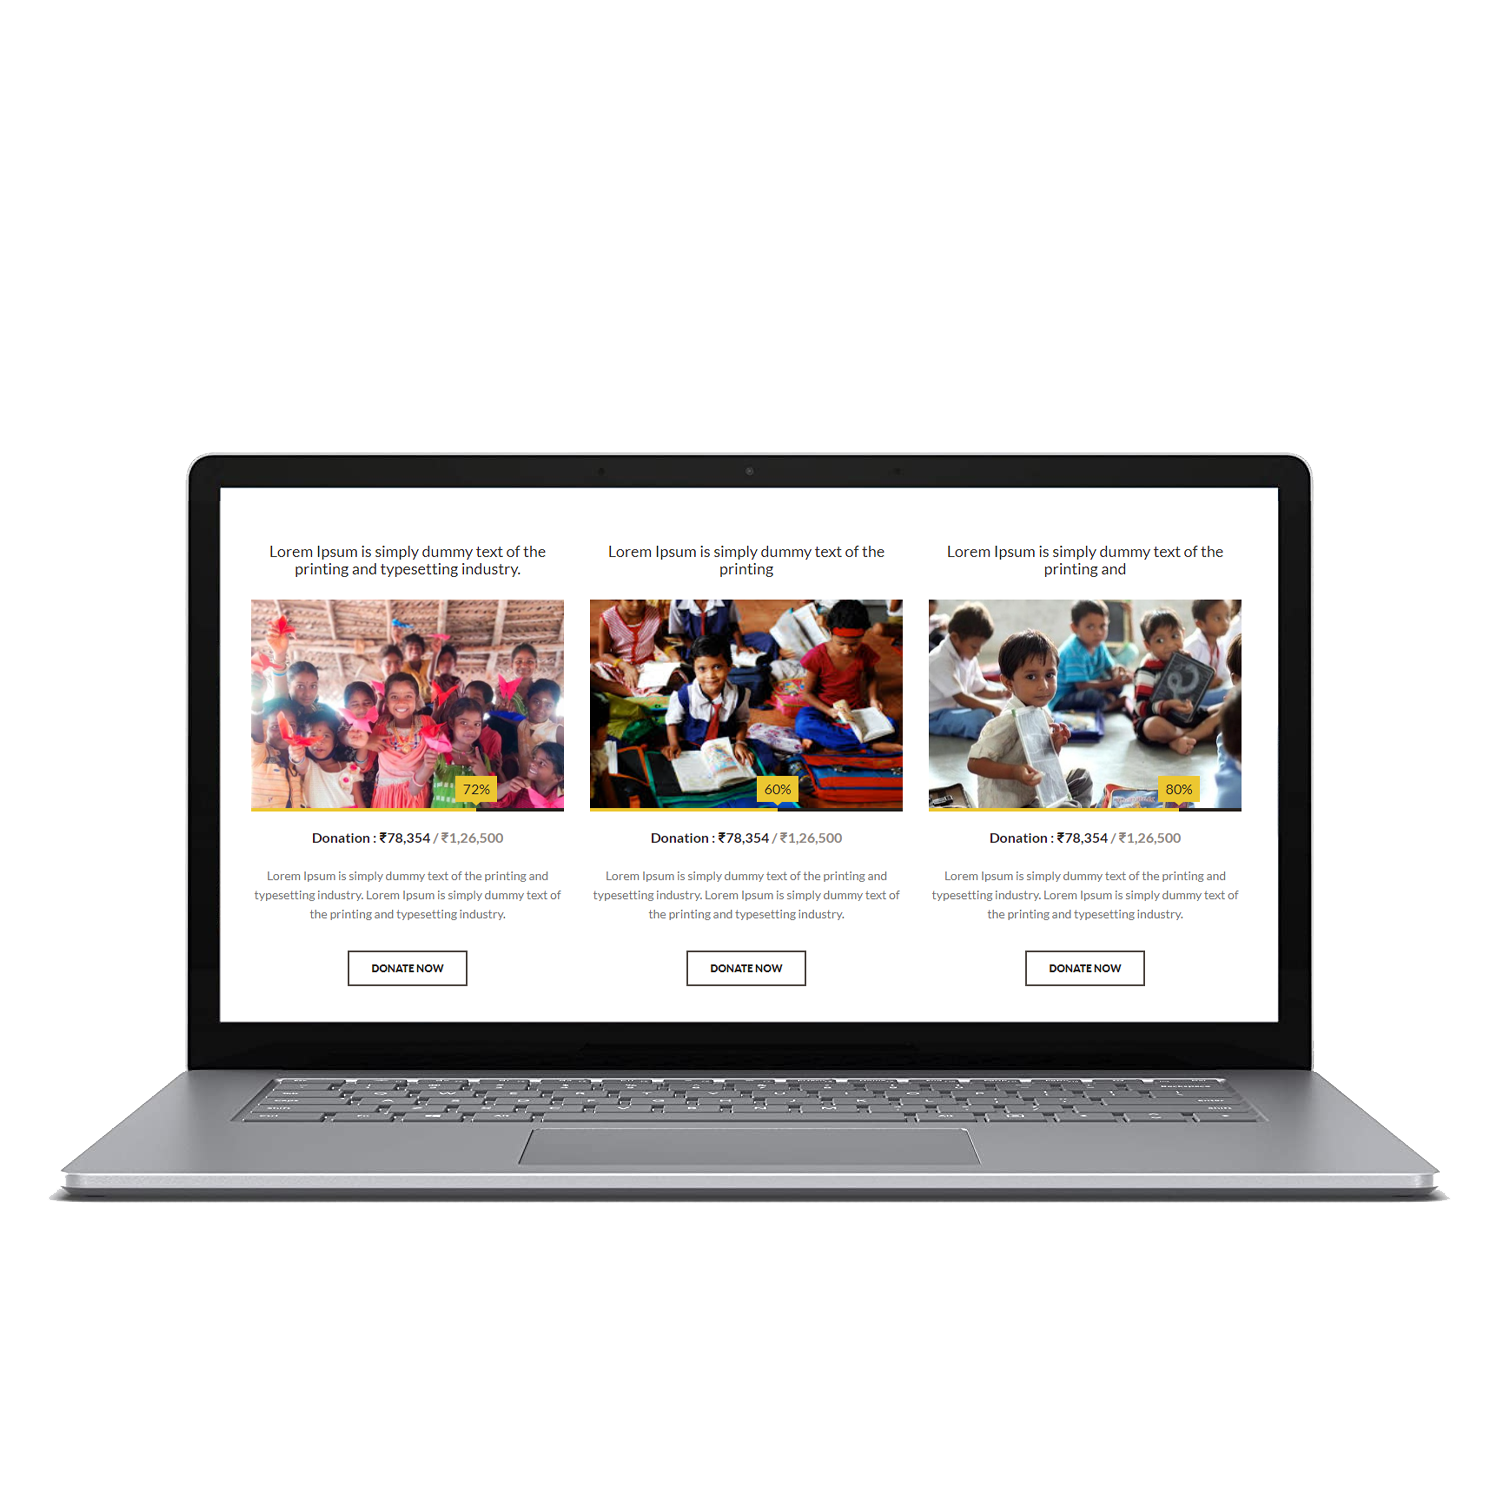 Lorem Ipsum is simply dummy text of the
printing and typesetting industry.
72%
Donation : ₹78,354 / ₹1,26,500
Lorem Ipsum is simply dummy text of the printing and
typesetting industry. Lorem Ipsum is simply dummy text of
the printing and typesetting industry.
DONATE NOW
Lorem Ipsum is simply dummy text of the
printing
60%
Donation : ₹78,354 / ₹1,26,500
Lorem Ipsum is simply dummy text of the printing and
typesetting industry. Lorem Ipsum is simply dummy text of
the printing and typesetting industry.
DONATE NOW
Lorem Ipsum is simply dummy text of the
printing and
80%
Donation : ₹78,354 / ₹1,26,500
Lorem Ipsum is simply dummy text of the printing and
typesetting industry. Lorem Ipsum is simply dummy text of
the printing and typesetting industry.
DONATE NOW